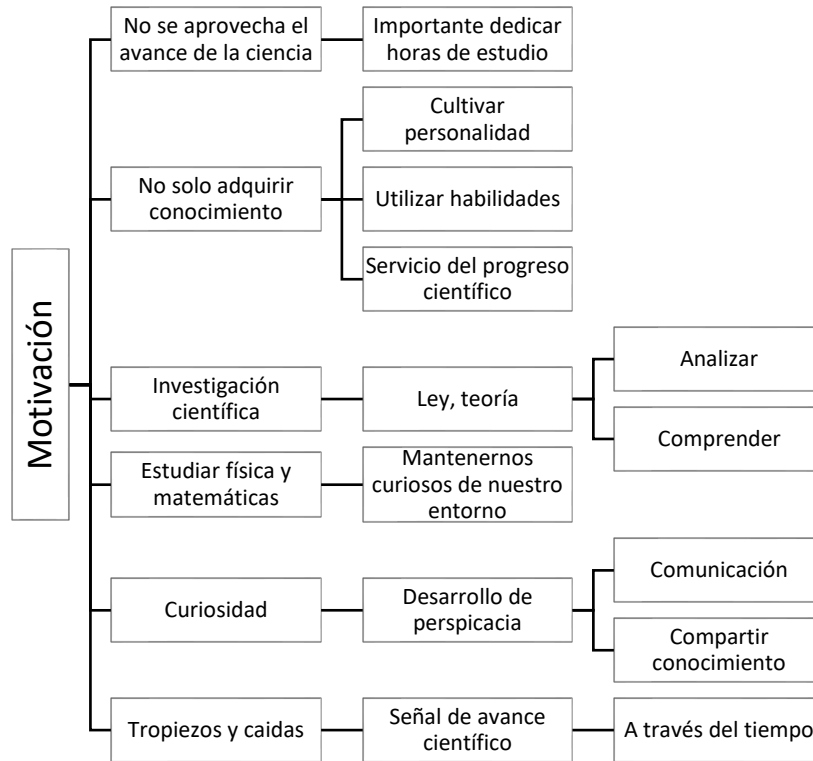 Motivación
No se aprovecha el
avance de la ciencia
Importante dedicar
horas de estudio
No solo adquirir
conocimiento
Cultivar
personalidad
Utilizar habilidades
Servicio del progreso
científico
Investigación
científica
Ley, teoría
Analizar
Comprender
Estudiar física y
matemáticas
Mantenernos
curiosos de nuestro
entorno
Curiosidad
Desarrollo de
perspicacia
Comunicación
Compartir
conocimiento
Tropiezos y caidas
Señal de avance
científico
A través del tiempo